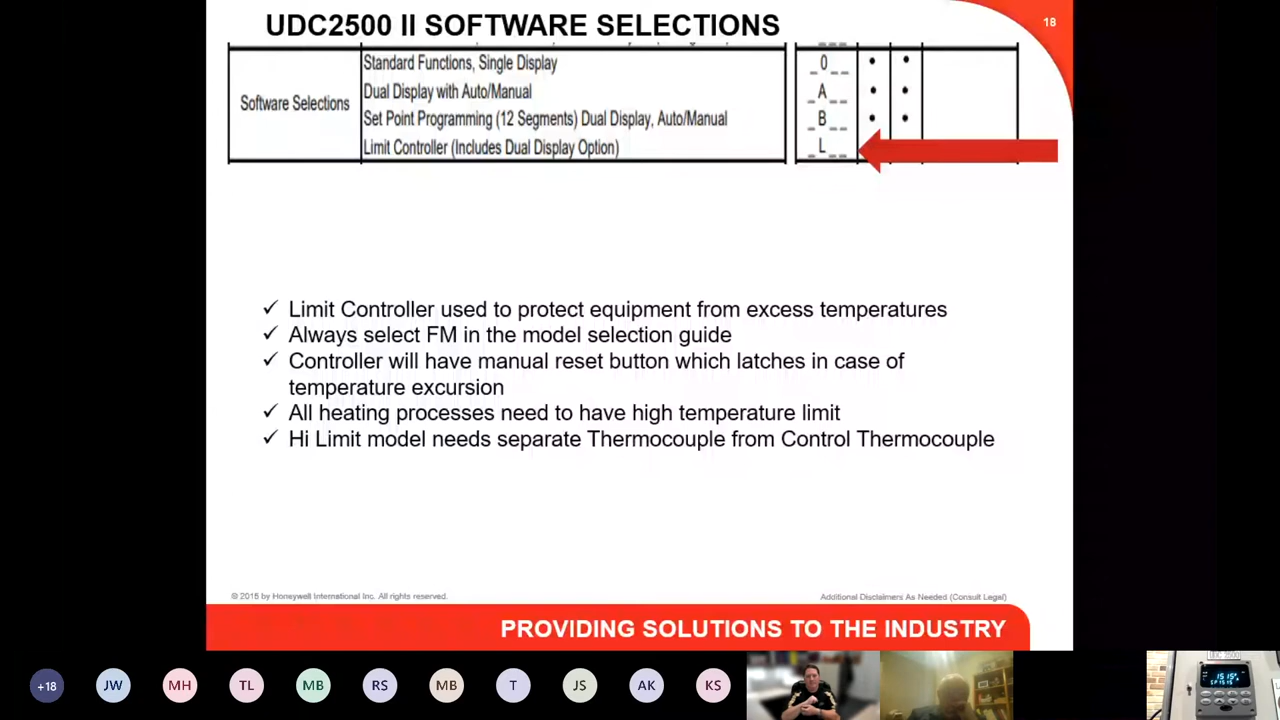 UDC2500 II SOFTWARE SELECTIONS
18
Software Selections
Standard Functions, Single Display
_0_ _
Dual Display with Auto/Manual
_A_ _
Set Point Programming (12 Segments) Dual Display, Auto/Manual
_B_ _
Limit Controller (Includes Dual Display Option)
_L_ _
✓ Limit Controller used to protect equipment from excess temperatures
✓ Always select FM in the model selection guide
✓ Controller will have manual reset button which latches in case of
temperature excursion
✓ All heating processes need to have high temperature limit
✓ Hi Limit model needs separate Thermocouple from Control Thermocouple
© 2015 by Honeywell International Inc. All rights reserved.
Additional Disclaimers As Needed (Consult Legal)
PROVIDING SOLUTIONS TO THE INDUSTRY
+18
JW
MH
TL
MB
RS
MB
T
JS
AK
KS